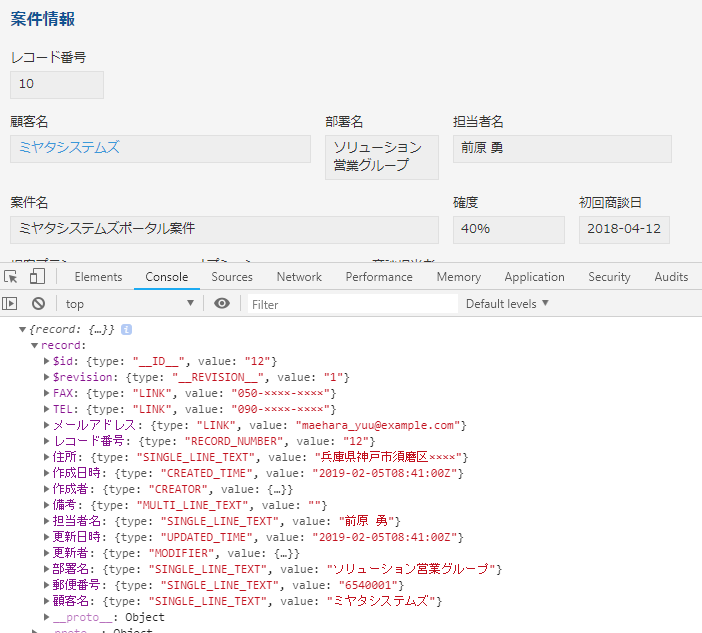 案件情報
レコード番号
10
顧客名 部署名 担当者名
ミヤタシステムズ ソリューション 前原 勇
営業グループ
案件名 確度 初回商談日
ミヤタシステムズポータル案件 40% 2018-04-12
Elements Console Sources Network Performance Memory Application Security Audits
top ▼ Filter Default levels ▼
▼{record: {…}} i
▼record:
▶$id: {type: "__ID__", value: "12"}
▶$revision: {type: "__REVISION__", value: "1"}
▶FAX: {type: "LINK", value: "050-××××-××××"}
▶TEL: {type: "LINK", value: "090-××××-××××"}
▶メールアドレス: {type: "LINK", value: "maehara_yuu@example.com"}
▶レコード番号: {type: "RECORD_NUMBER", value: "12"}
▶住所: {type: "SINGLE_LINE_TEXT", value: "兵庫県神戸市須磨区××××"}
▶作成日時: {type: "CREATED_TIME", value: "2019-02-05T08:41:00Z"}
▶作成者: {type: "CREATOR", value: {…}}
▶備考: {type: "MULTI_LINE_TEXT", value: ""}
▶担当者名: {type: "SINGLE_LINE_TEXT", value: "前原 勇"}
▶更新日時: {type: "UPDATED_TIME", value: "2019-02-05T08:41:00Z"}
▶更新者: {type: "MODIFIER", value: {…}}
▶部署名: {type: "SINGLE_LINE_TEXT", value: "ソリューション営業グループ"}
▶郵便番号: {type: "SINGLE_LINE_TEXT", value: "6540001"}
▶顧客名: {type: "SINGLE_LINE_TEXT", value: "ミヤタシステムズ"}
▶__proto__: Object